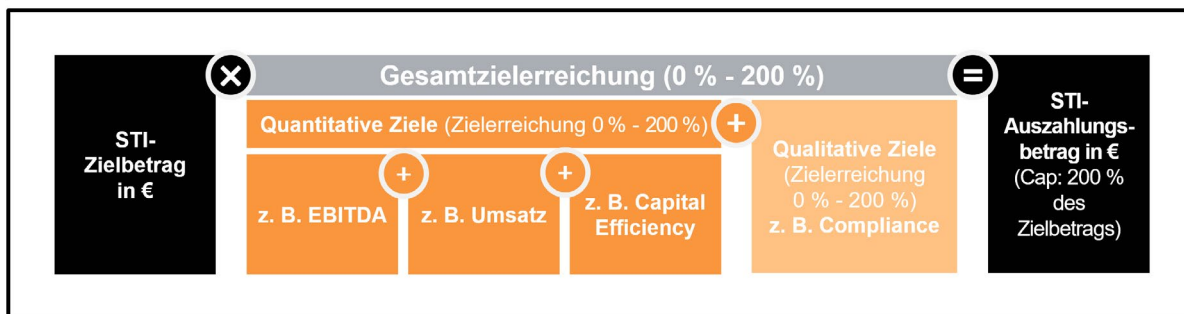 STI-
Zielbetrag
in €
×
Gesamtzielerreichung (0 % - 200 %)
=
Quantitative Ziele (Zielerreichung 0 % - 200 %)
+
z. B. EBITDA
+
z. B. Umsatz
+
z. B. Capital
Efficiency
Qualitative Ziele
(Zielerreichung
0 % - 200 %)
z. B. Compliance
STI-
Auszahlungs-
betrag in €
(Cap: 200 %
des
Zielbetrags)